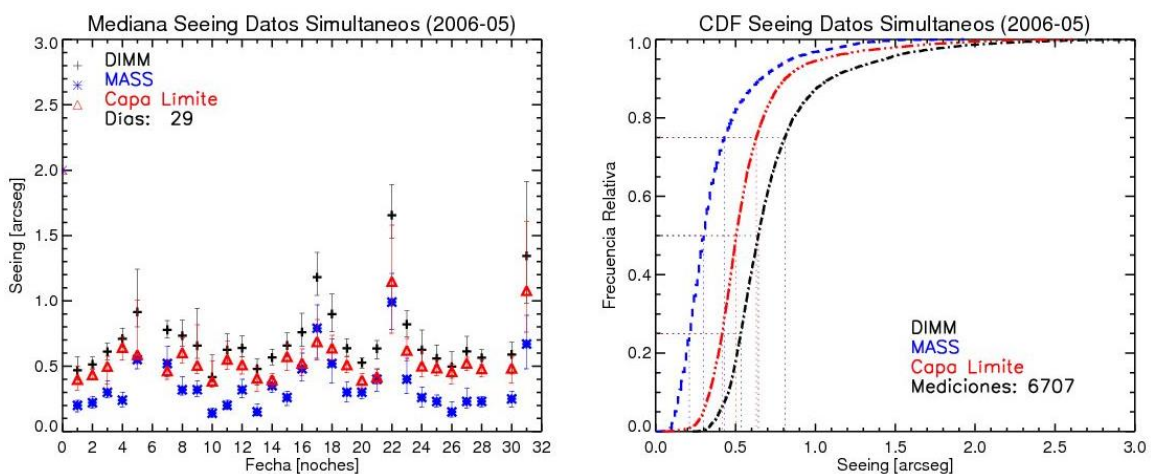 Mediana Seeing Datos Simultaneos (2006-05)
3.0
2.5
2.0
1.5
1.0
0.5
0.0
Seeing [arcseg]
DIMM
MASS
Capa Limite
Dias: 29
0 2 4 6 8 10 12 14 16 18 20 22 24 26 28 30 32
Fecha [noches]
CDF Seeing Datos Simultaneos (2006-05)
1.0
0.8
0.6
0.4
0.2
0.0
Frecuencia Relativa
DIMM
MASS
Capa Limite
Mediciones: 6707
0.0 0.5 1.0 1.5 2.0 2.5 3.0
Seeing [arcseg]